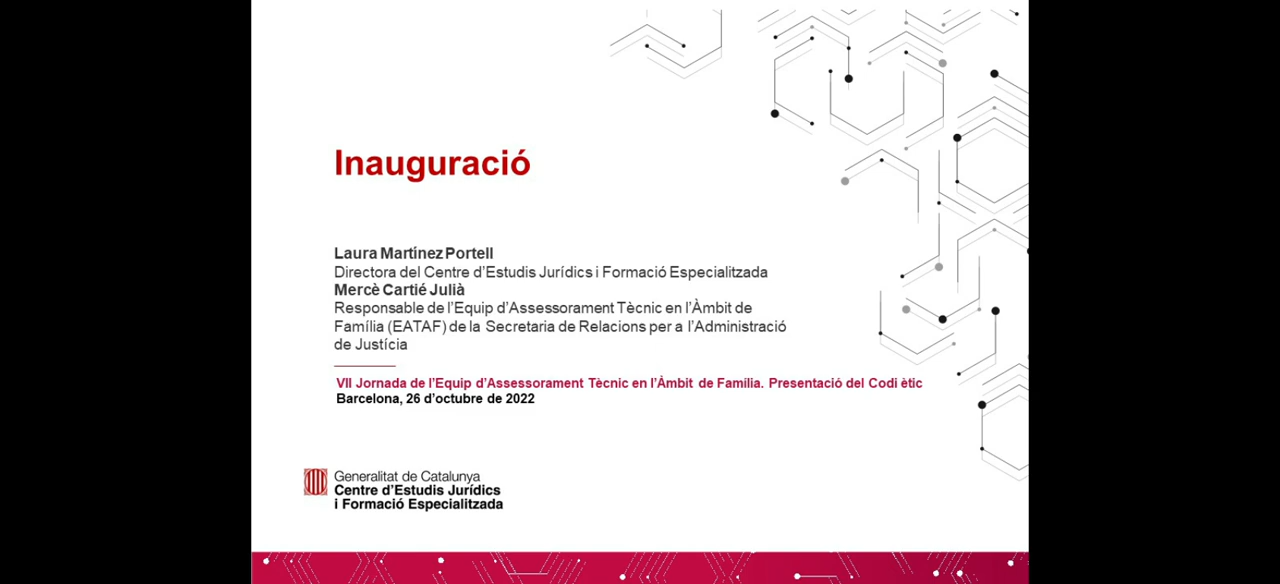 Inauguració
Laura Martínez Portell
Directora del Centre d'Estudis Jurídics i Formació Especialitzada
Mercè Cartié Julià
Responsable de l'Equip d'Assessorament Tècnic en l'Àmbit de
Família (EATAF) de la Secretaria de Relacions per a l'Administració
de Justícia
VII Jornada de l'Equip d'Assessorament Tècnic en l'Àmbit de Família. Presentació del Codi ètic
Barcelona, 26 d'octubre de 2022
Generalitat de Catalunya
Centre d'Estudis Jurídics
i Formació Especialitzada